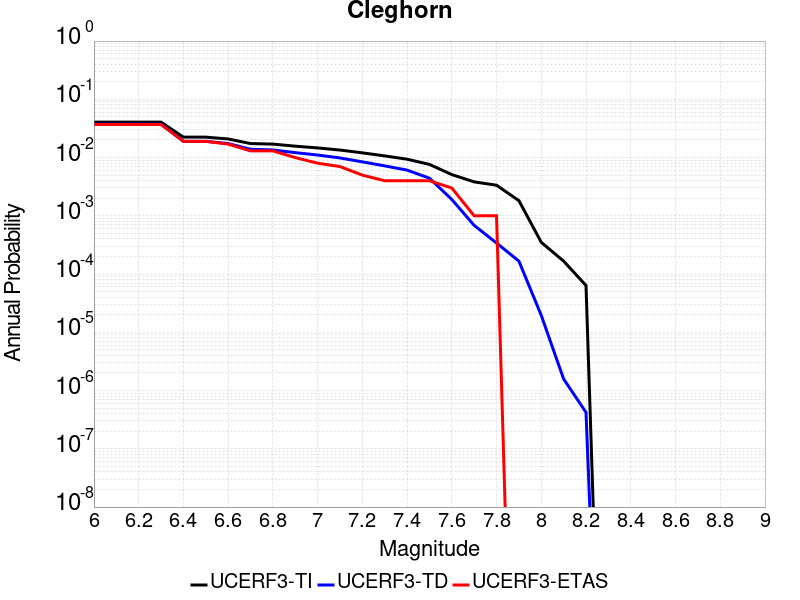 Cleghorn
10^0
10^-1
10^-2
10^-3
10^-4
10^-5
10^-6
10^-7
10^-8
Annual Probability
6 6.2 6.4 6.6 6.8 7 7.2 7.4 7.6 7.8 8 8.2 8.4 8.6 8.8 9
Magnitude
UCERF3-TI UCERF3-TD UCERF3-ETAS